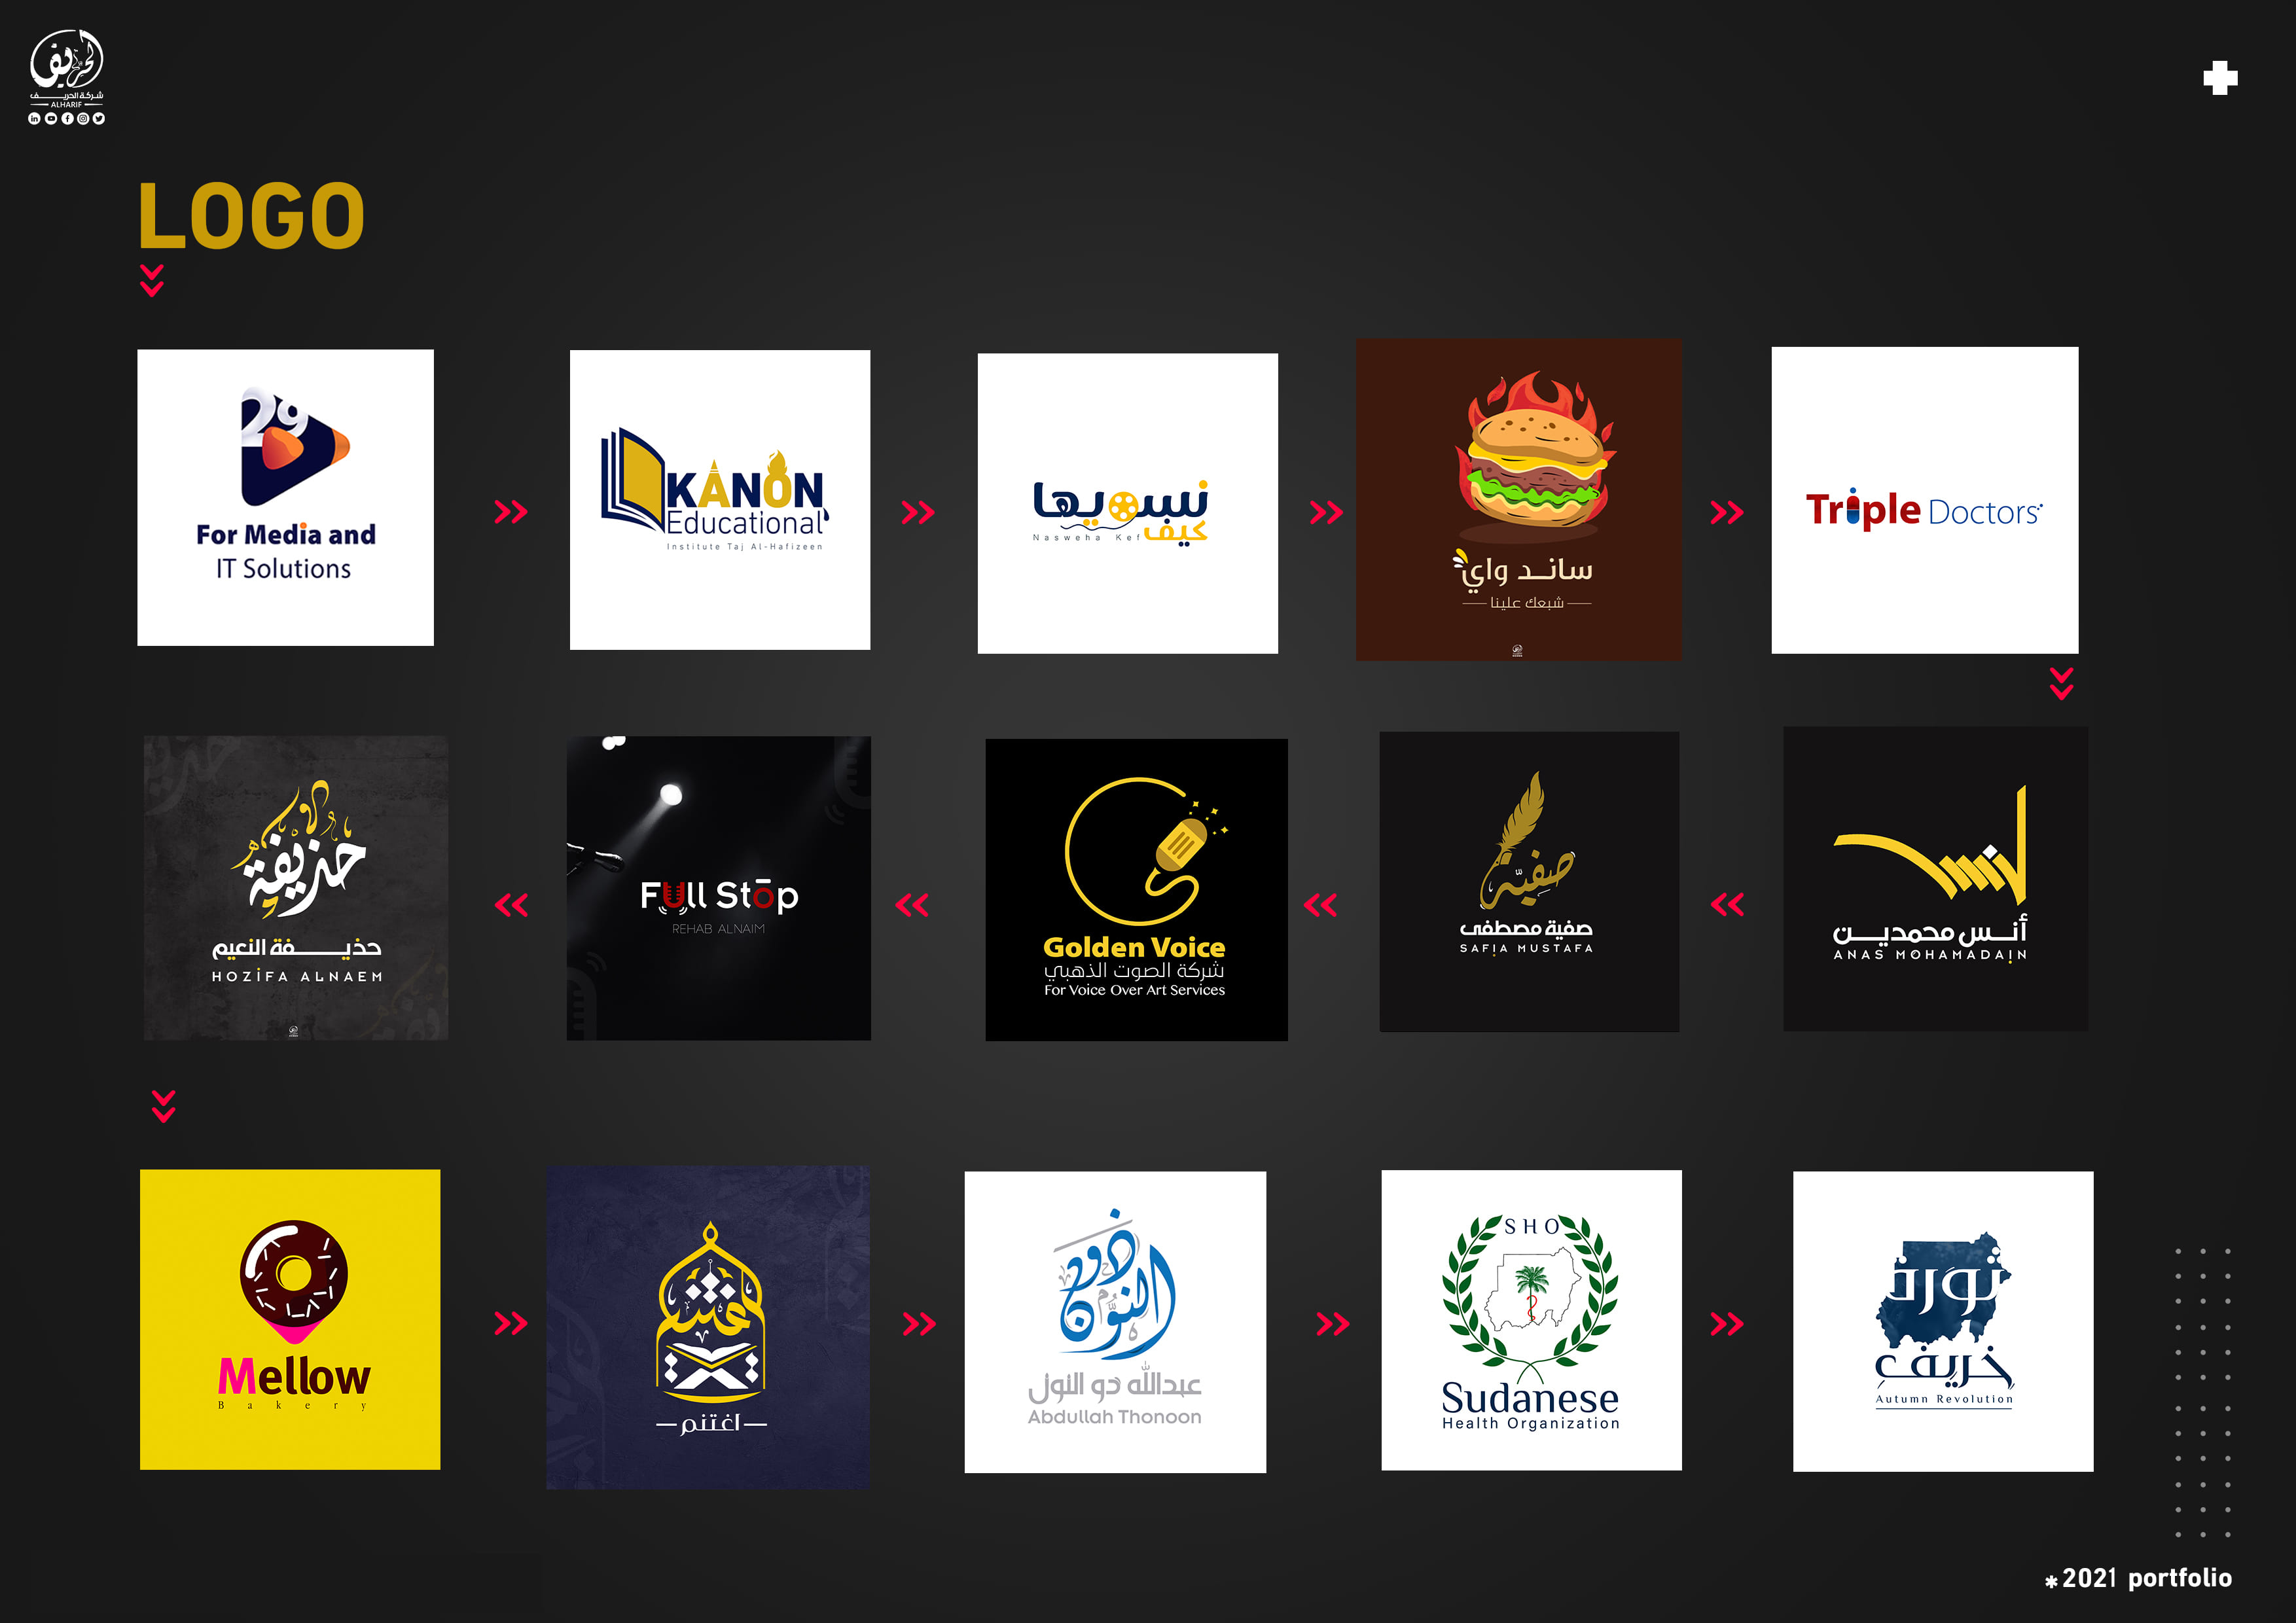 الحريف
شركة الحريف
ALHARIF
LOGO
29
For Media and
IT Solutions
KANON
Educational
Institute Taj Al-Hafizeen
نسويها
كيف
Nasweha Kef
ساند واي
شبعك علينا
Triple Doctors
أنس
أنس محمدين
ANAS MOHAMADAIN
صفية
صفية مصطفى
SAFIA MUSTAFA
Golden Voice
شركة الصوت الذهبي
For Voice Over Art Services
Full Stop
REHAB ALNAIM
حذيفة
حذيفة النعيم
HOZIFA ALNAEM
Mellow
Bakery
اغتنم
اغتنم
ذو النون
عبدالله ذو النون
Abdullah Thonoon
SHO
Sudanese
Health Organization
خريف
Autumn Revolution
*2021 portfolio